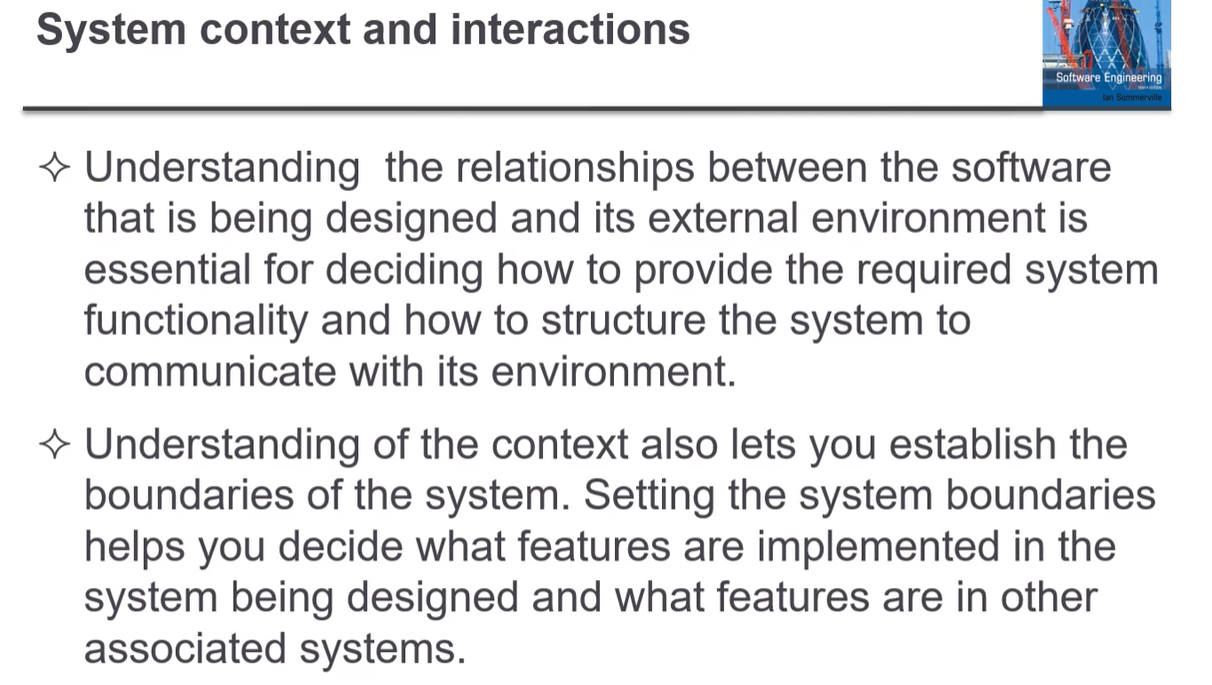 System context and interactions
Software Engineering
Ian Sommerville
✧ Understanding the relationships between the software
that is being designed and its external environment is
essential for deciding how to provide the required system
functionality and how to structure the system to
communicate with its environment.
✧ Understanding of the context also lets you establish the
boundaries of the system. Setting the system boundaries
helps you decide what features are implemented in the
system being designed and what features are in other
associated systems.